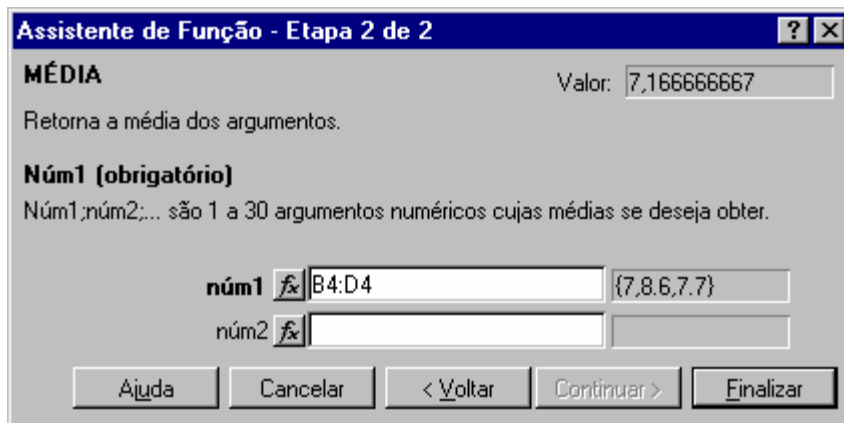 Assistente de Função - Etapa 2 de 2
MÉDIA
Valor: 7,166666667
Retorna a média dos argumentos.
Núm1 (obrigatório)
Núm1;núm2;... são 1 a 30 argumentos numéricos cujas médias se deseja obter.
núm1 fx B4:D4 {7,8.6,7.7}
núm2 fx
Ajuda Cancelar < Voltar Continuar > Finalizar